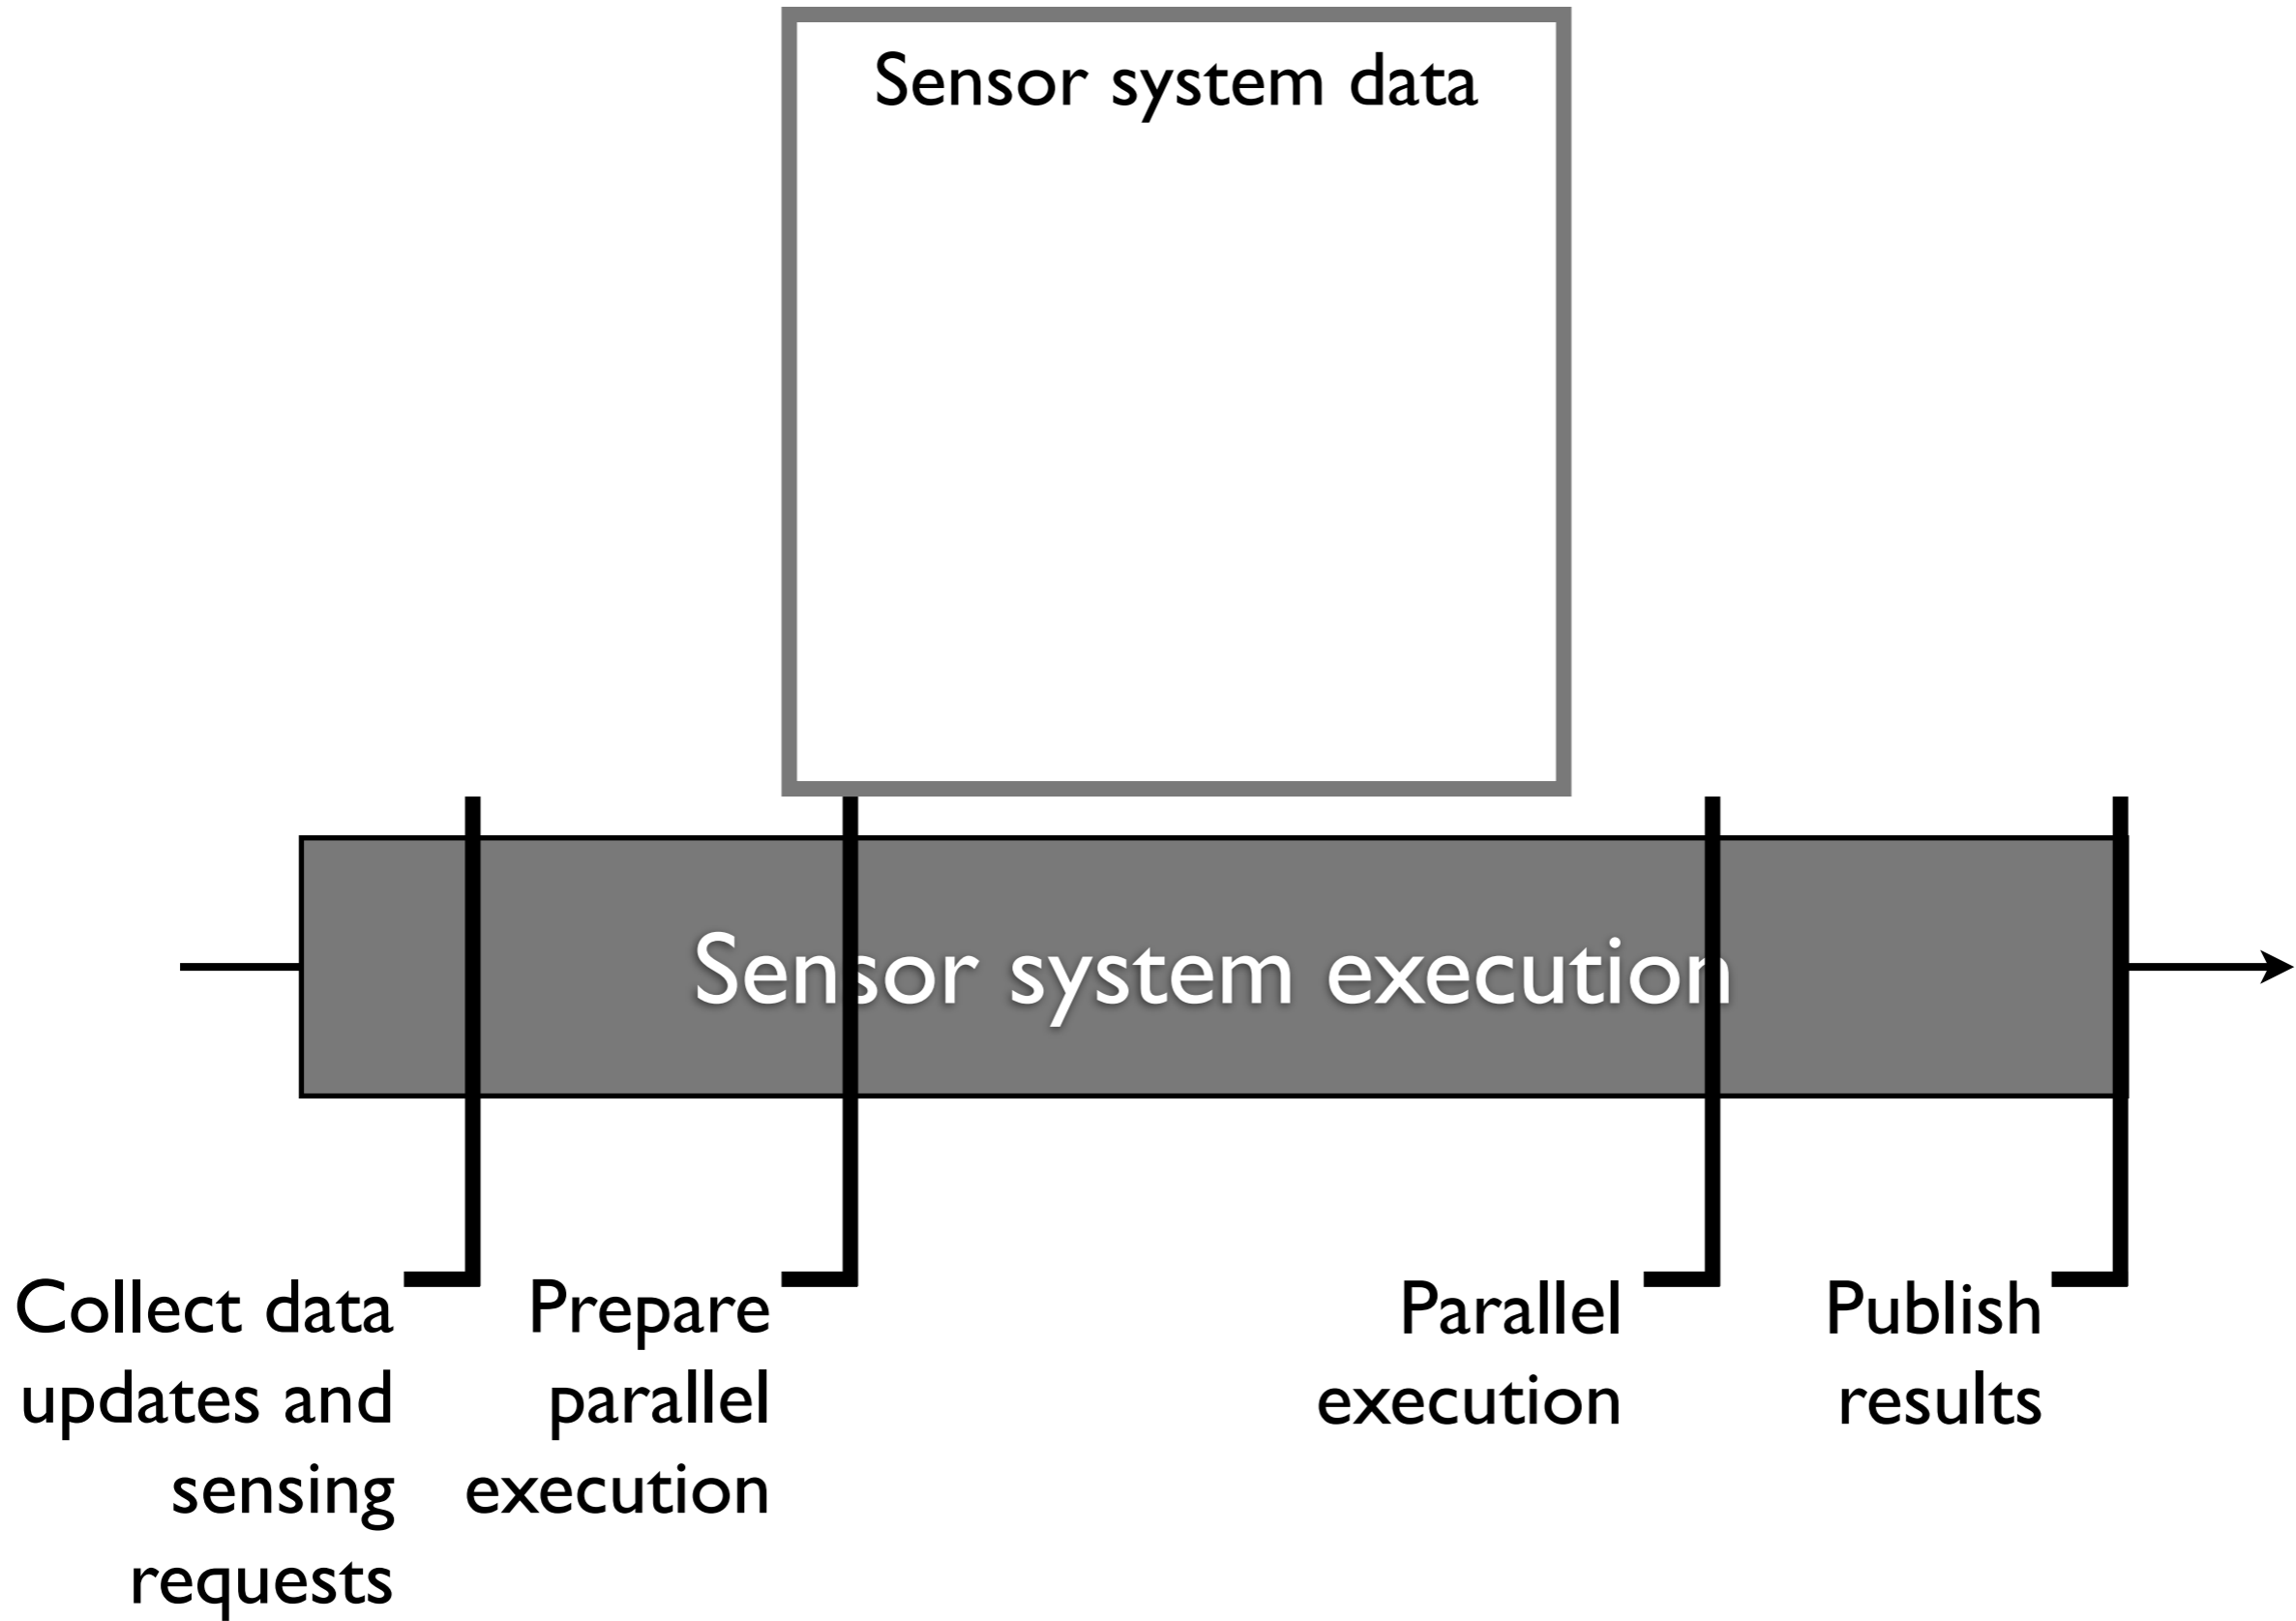 Sensor system data
Sensor system execution
Collect data
updates and
sensing
requests
Prepare
parallel
execution
Parallel
execution
Publish
results